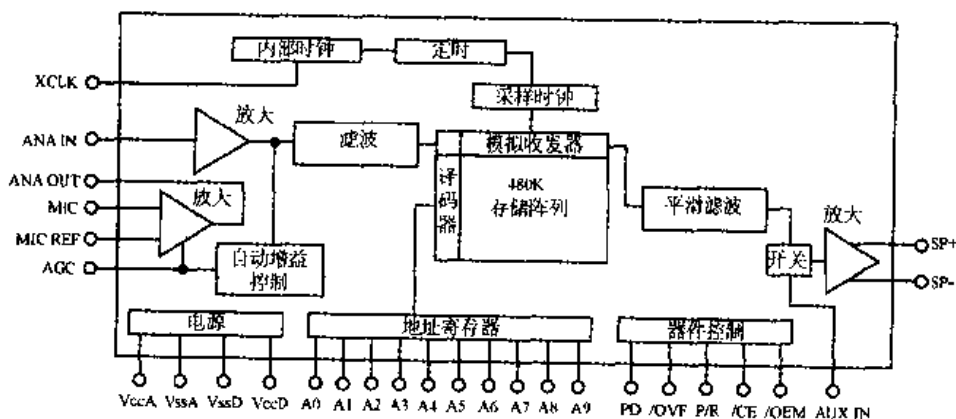 内部时钟
定时
XCLK
采样时钟
放大
ANA IN
滤波
模拟收发器
ANA OUT
译码器
480K
存储阵列
放大
MIC
平滑滤波
放大
MIC REF
SP+
开关
AGC
自动增益
控制
SP-
电源
地址寄存器
器件控制
VccA VssA VssD VccD A0 A1 A2 A3 A4 A5 A6 A7 A8 A9 PD /OVF P/R /CE /OEM AUX IN